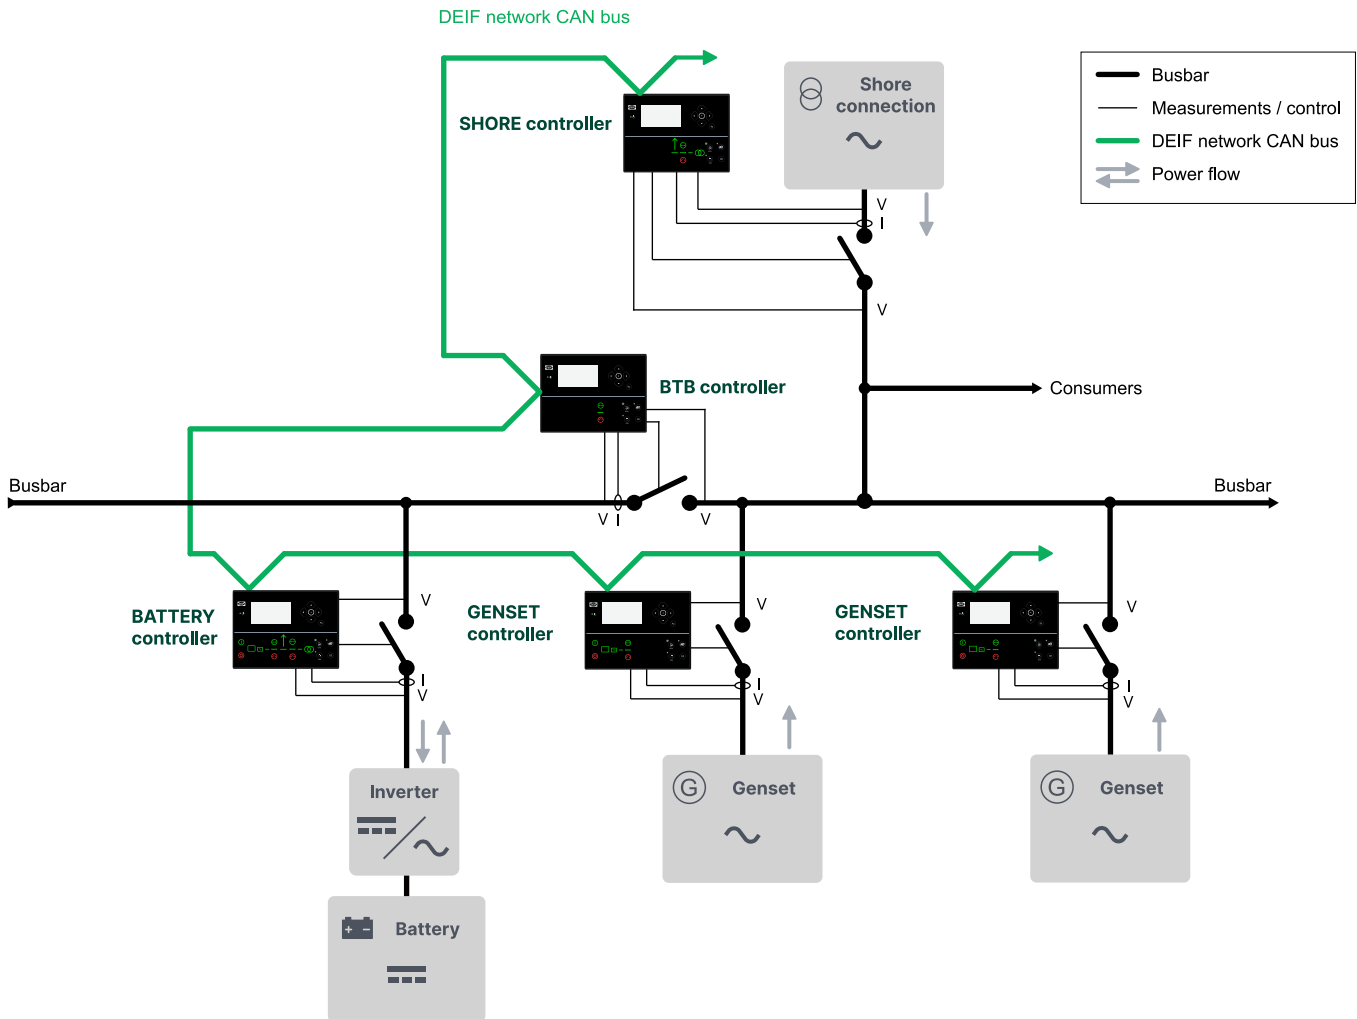 DEIF network CAN bus
Busbar
Measurements / control
DEIF network CAN bus
Power flow
Shore
connection
SHORE controller
V
I
V
BTB controller
Consumers
Busbar
Busbar
V
I
V
BATTERY
controller
V
I
V
GENSET
controller
V
I
V
GENSET
controller
V
I
V
Inverter
G
Genset
G
Genset
+ -
Battery